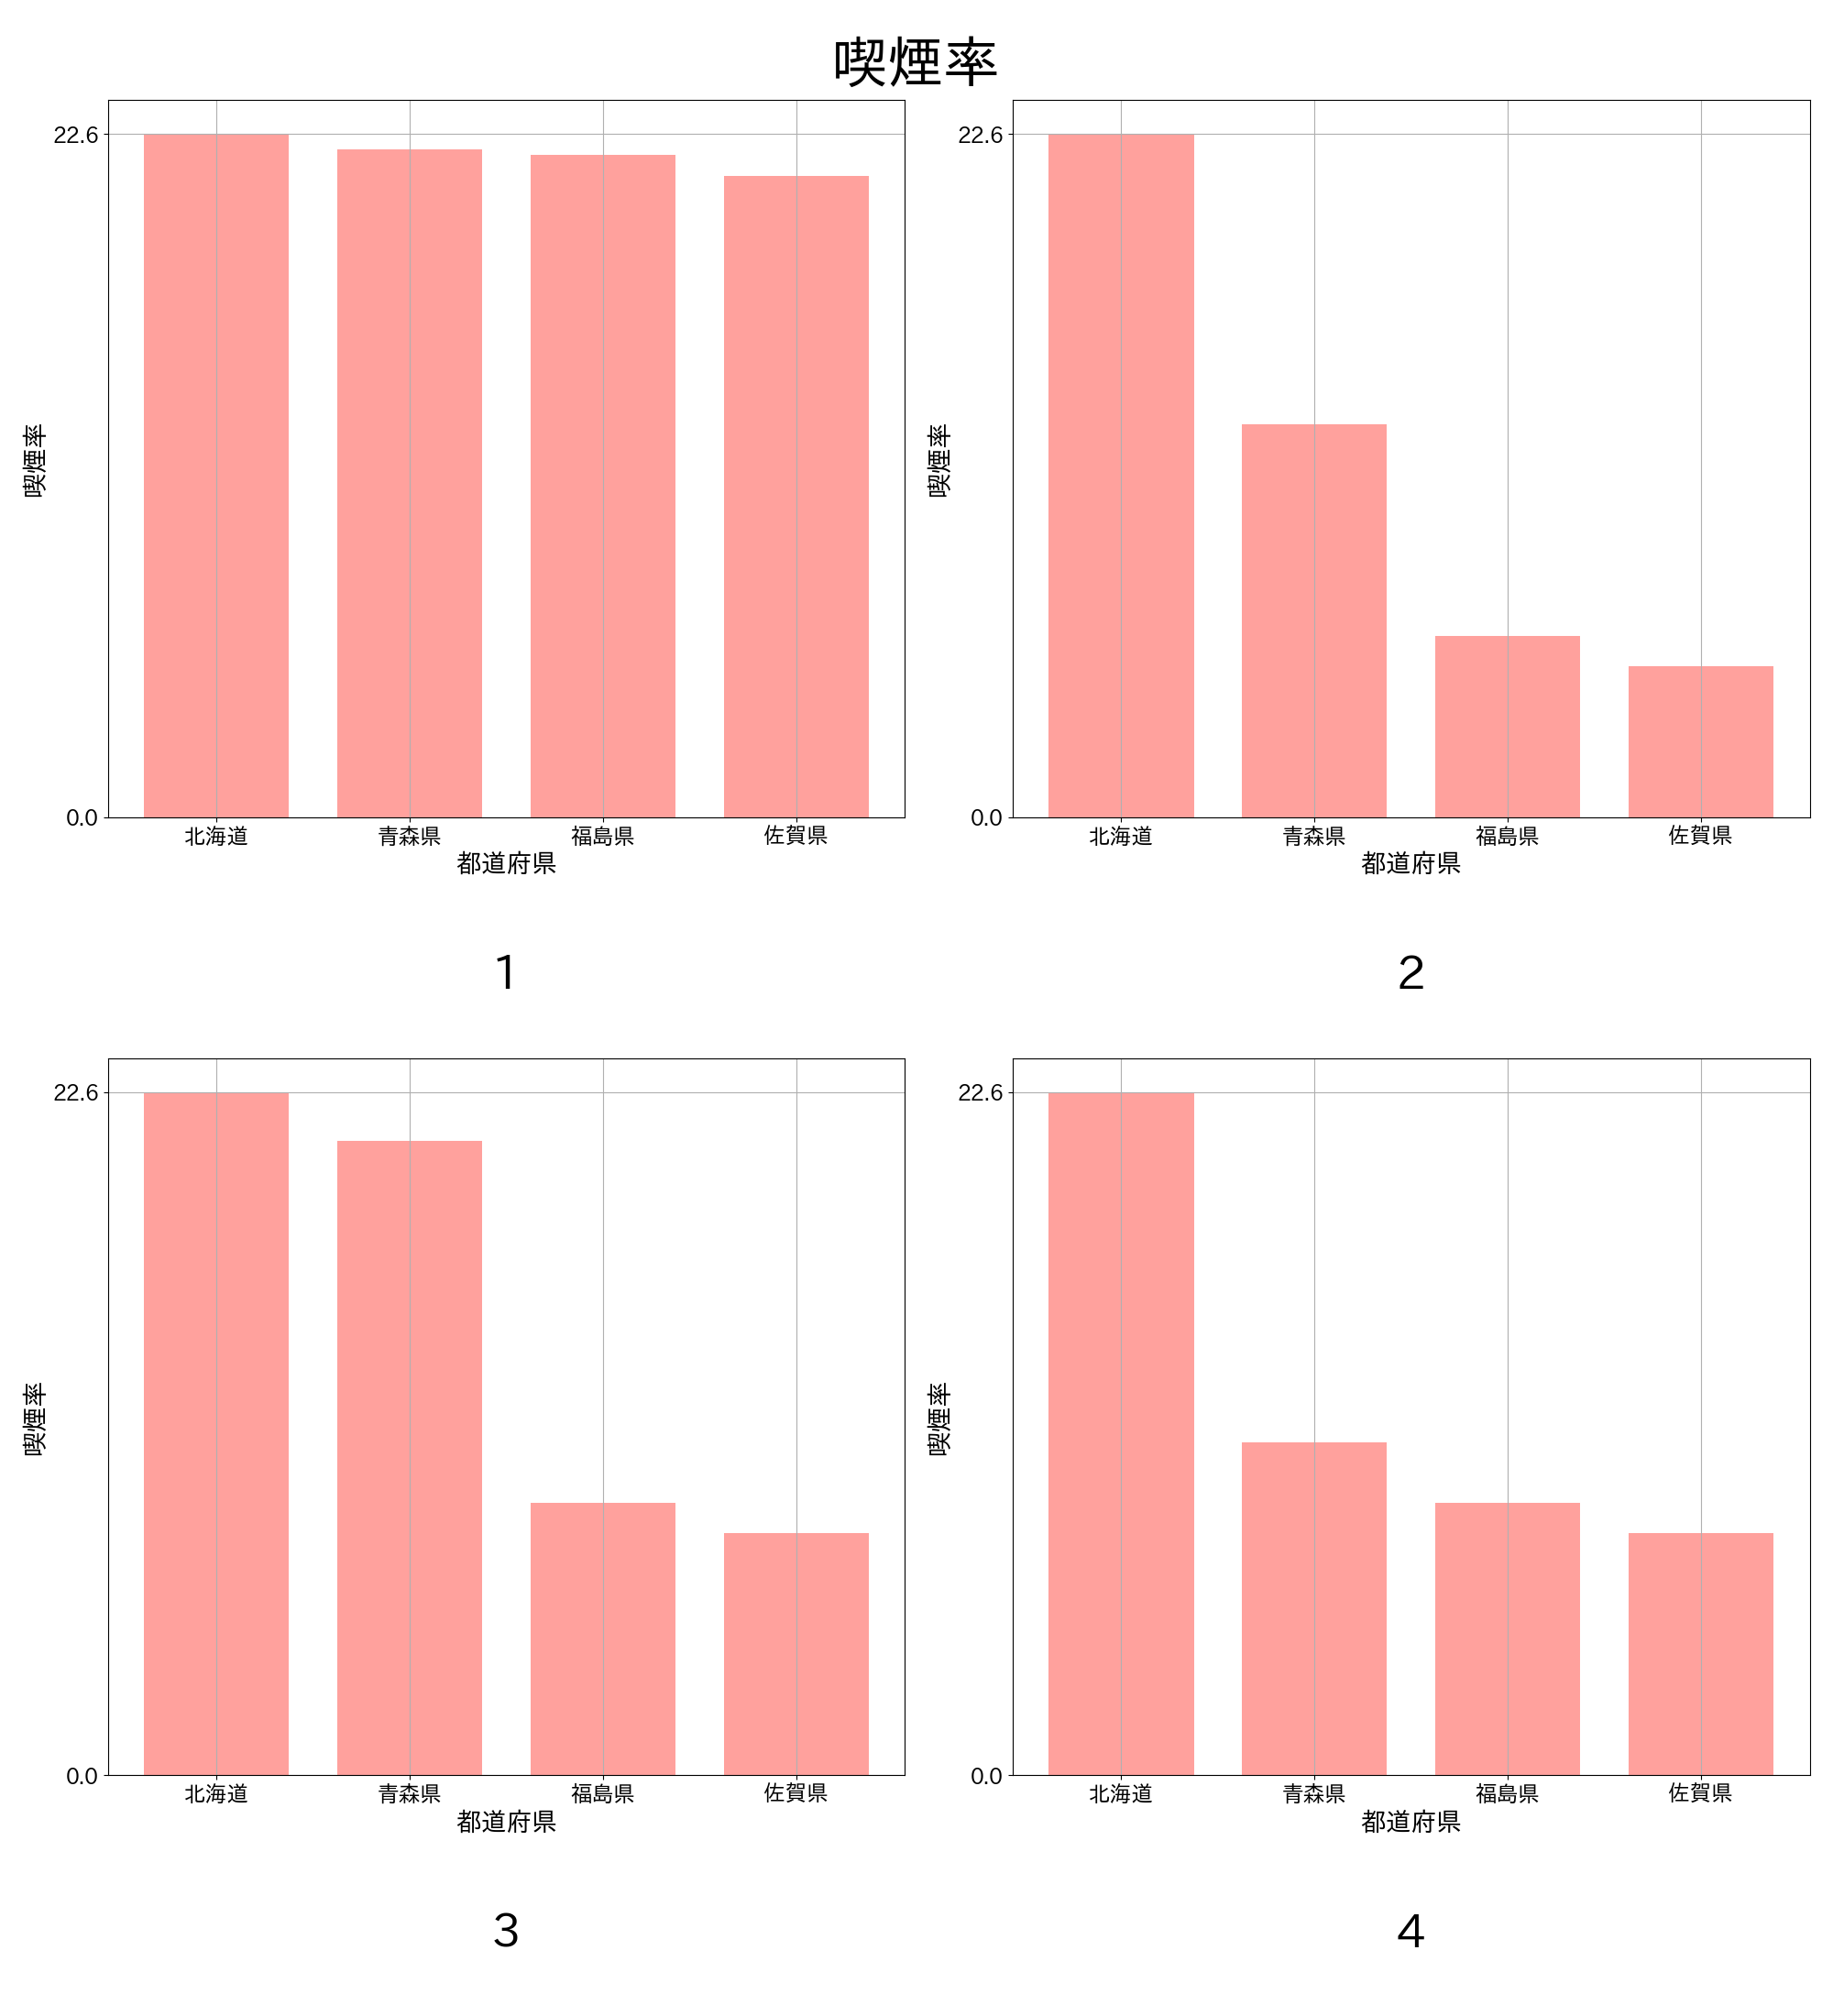 喫煙率
22.6
0.0
喫煙率
北海道 青森県 福島県 佐賀県
都道府県
1
22.6
0.0
喫煙率
北海道 青森県 福島県 佐賀県
都道府県
2
22.6
0.0
喫煙率
北海道 青森県 福島県 佐賀県
都道府県
3
22.6
0.0
喫煙率
北海道 青森県 福島県 佐賀県
都道府県
4